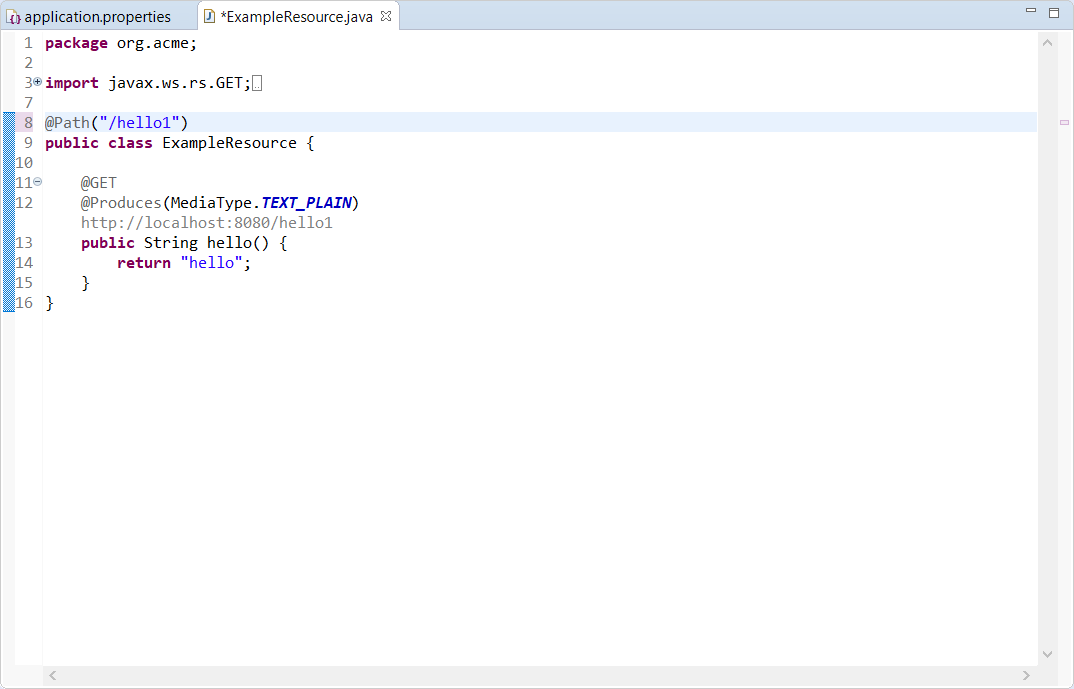 application.properties *ExampleResource.java
1 package org.acme;
2
3 import javax.ws.rs.GET;
7
8 @Path("/hello1")
9 public class ExampleResource {
10
11 @GET
12 @Produces(MediaType.TEXT_PLAIN)
http://localhost:8080/hello1
13 public String hello() {
14 return "hello";
15 }
16 }